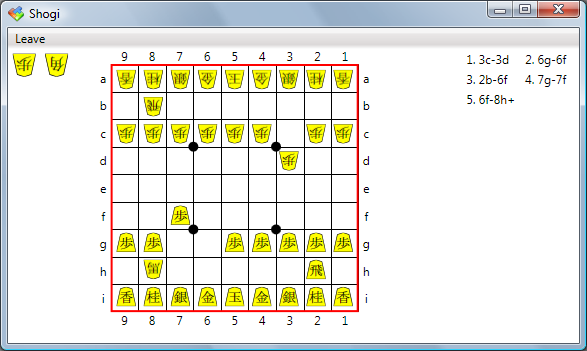 Shogi
Leave
歩 角
9 8 7 6 5 4 3 2 1
a 香 桂 銀 金 王 金 銀 桂 香 a
b 飛 b
c 歩 歩 歩 歩 歩 歩 歩 歩 c
d 歩 d
e e
f 歩 f
g 歩 歩 歩 歩 歩 歩 歩 g
h 馬 飛 h
i 香 桂 銀 金 王 金 銀 桂 香 i
9 8 7 6 5 4 3 2 1
1. 3c-3d 2. 6g-6f
3. 2b-6f 4. 7g-7f
5. 6f-8h+